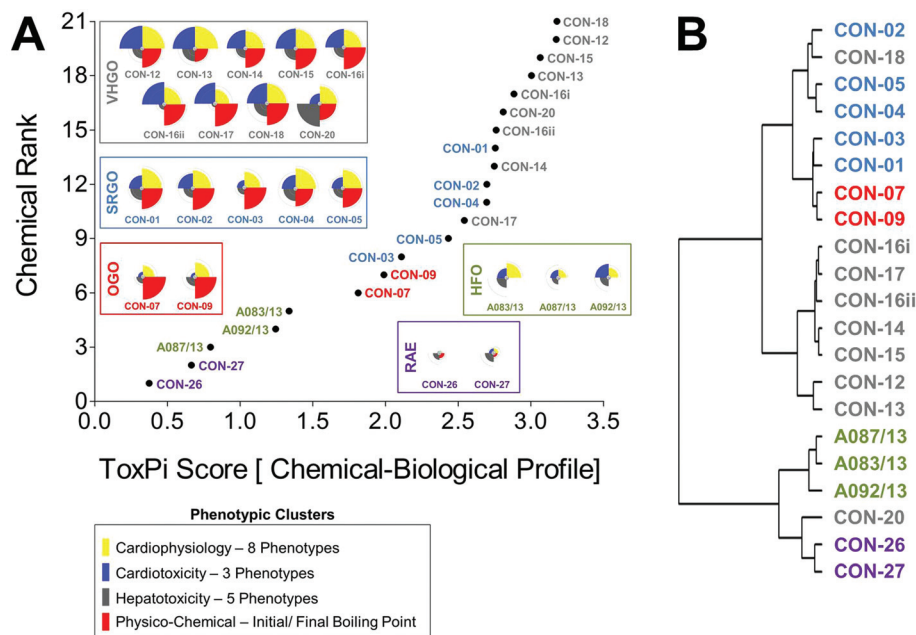 A
B
21
18
15
12
9
6
3
0
Chemical Rank
VHGO
CON-12 CON-13 CON-14 CON-15 CON-16i
CON-16ii CON-17 CON-18 CON-20
SRGO
CON-01 CON-02 CON-03 CON-04 CON-05
OGO
CON-07 CON-09
HFO
A083/13 A087/13 A092/13
RAE
CON-26 CON-27
CON-18
CON-12
CON-15
CON-13
CON-16i
CON-20
CON-16ii
CON-01
CON-14
CON-02
CON-04
CON-17
CON-05
CON-03
CON-09
CON-07
A083/13
A092/13
A087/13
CON-27
CON-26
0.0 0.5 1.0 1.5 2.0 2.5 3.0 3.5
ToxPi Score [ Chemical-Biological Profile]
Phenotypic Clusters
Cardiophysiology – 8 Phenotypes
Cardiotoxicity – 3 Phenotypes
Hepatotoxicity – 5 Phenotypes
Physico-Chemical – Initial/ Final Boiling Point
CON-02
CON-18
CON-05
CON-04
CON-03
CON-01
CON-07
CON-09
CON-16i
CON-17
CON-16ii
CON-14
CON-15
CON-12
CON-13
A087/13
A083/13
A092/13
CON-20
CON-26
CON-27